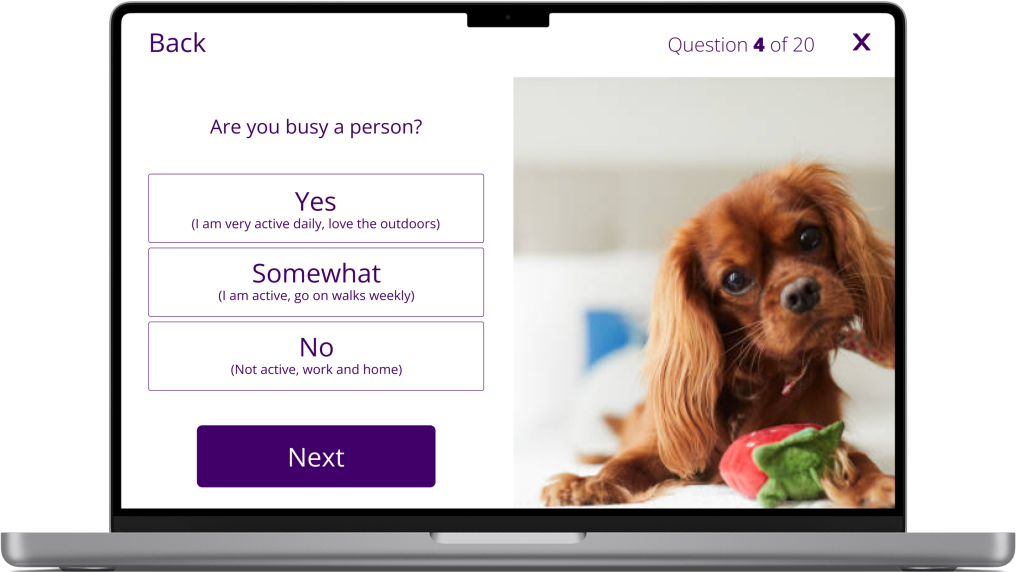 Back
Question 4 of 20
X
Are you busy a person?
Yes
(I am very active daily, love the outdoors)
Somewhat
(I am active, go on walks weekly)
No
(Not active, work and home)
Next